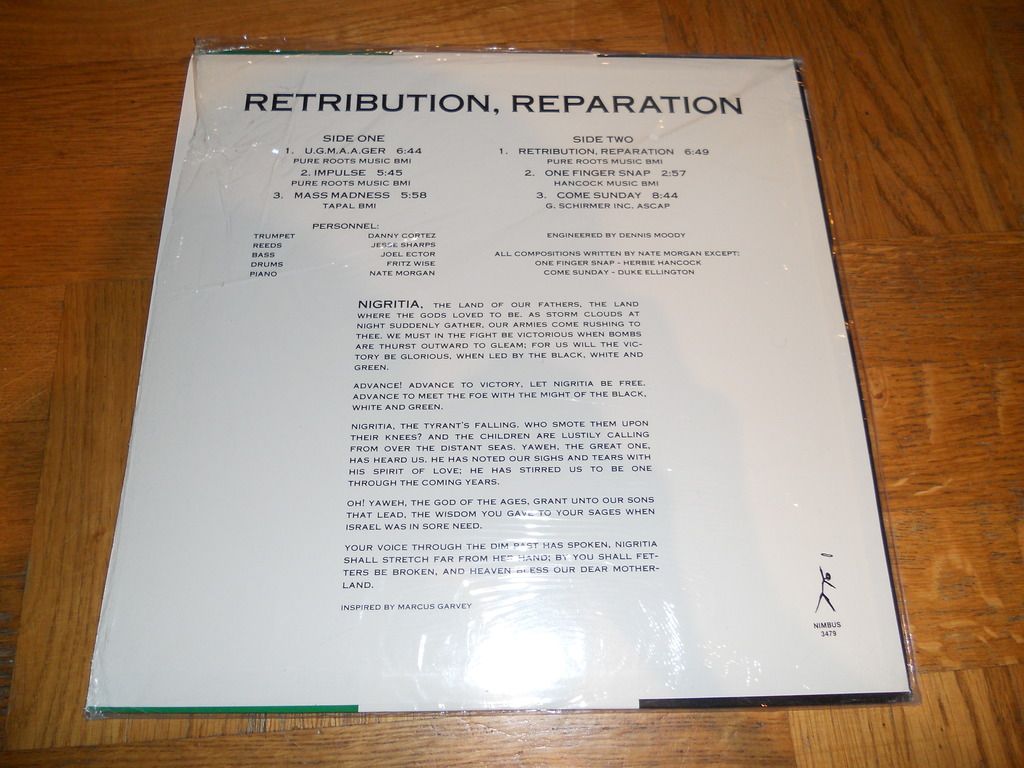 RETRIBUTION, REPARATION
SIDE ONE
1. U.G.M.A.A.GER 6:44
PURE ROOTS MUSIC BMI
2. IMPULSE 5:45
PURE ROOTS MUSIC BMI
3. MASS MADNESS 5:58
TAPAL BMI
SIDE TWO
1. RETRIBUTION, REPARATION 6:49
PURE ROOTS MUSIC BMI
2. ONE FINGER SNAP 2:57
HANCOCK MUSIC BMI
3. COME SUNDAY 8:44
G. SCHIRMER INC. ASCAP
PERSONNEL:
TRUMPET DANNY CORTEZ
REEDS JESSE SHARPS
BASS JOEL ECTOR
DRUMS FRITZ WISE
PIANO NATE MORGAN
ENGINEERED BY DENNIS MOODY
ALL COMPOSITIONS WRITTEN BY NATE MORGAN EXCEPT:
ONE FINGER SNAP - HERBIE HANCOCK
COME SUNDAY - DUKE ELLINGTON
NIGRITIA, THE LAND OF OUR FATHERS, THE LAND
WHERE THE GODS LOVED TO BE. AS STORM CLOUDS AT
NIGHT SUDDENLY GATHER, OUR ARMIES COME RUSHING TO
THEE. WE MUST IN THE FIGHT BE VICTORIOUS WHEN BOMBS
ARE THURST OUTWARD TO GLEAM; FOR US WILL THE VIC-
TORY BE GLORIOUS, WHEN LED BY THE BLACK, WHITE AND
GREEN.
ADVANCE! ADVANCE TO VICTORY, LET NIGRITIA BE FREE.
ADVANCE TO MEET THE FOE WITH THE MIGHT OF THE BLACK,
WHITE AND GREEN.
NIGRITIA, THE TYRANT'S FALLING, WHO SMOTE THEM UPON
THEIR KNEES? AND THE CHILDREN ARE LUSTILY CALLING
FROM OVER THE DISTANT SEAS. YAWEH, THE GREAT ONE,
HAS HEARD US, HE HAS NOTED OUR SIGHS AND TEARS WITH
HIS SPIRIT OF LOVE; HE HAS STIRRED US TO BE ONE
THROUGH THE COMING YEARS.
OH! YAWEH, THE GOD OF THE AGES, GRANT UNTO OUR SONS
THAT LEAD, THE WISDOM YOU GAVE TO YOUR SAGES WHEN
ISRAEL WAS IN SORE NEED.
YOUR VOICE THROUGH THE DIM PAST HAS SPOKEN, NIGRITIA
SHALL STRETCH FAR FROM HER HAND; BY YOU SHALL FET-
TERS BE BROKEN, AND HEAVEN BLESS OUR DEAR MOTHER-
LAND.
INSPIRED BY MARCUS GARVEY
NIMBUS
3479